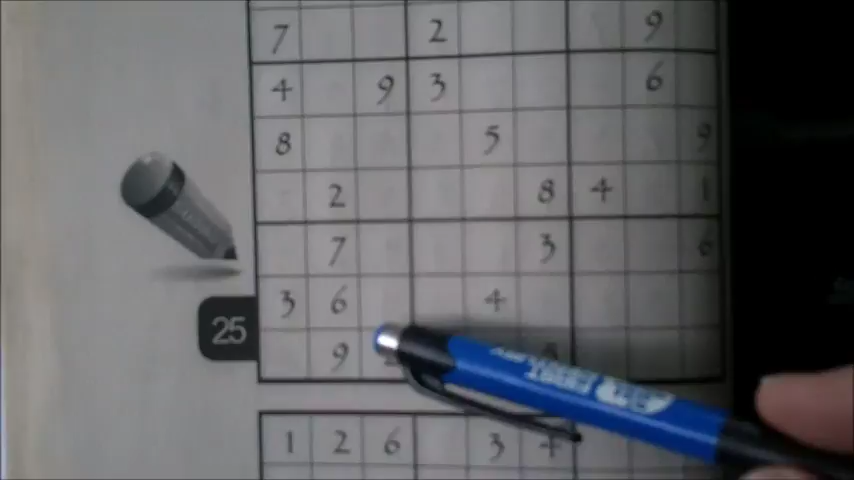 7 2 9
4 9 3 6
8 5 9
2 8 4 1
7 3 6
3 6 4
25
9
1 2 6 3 4